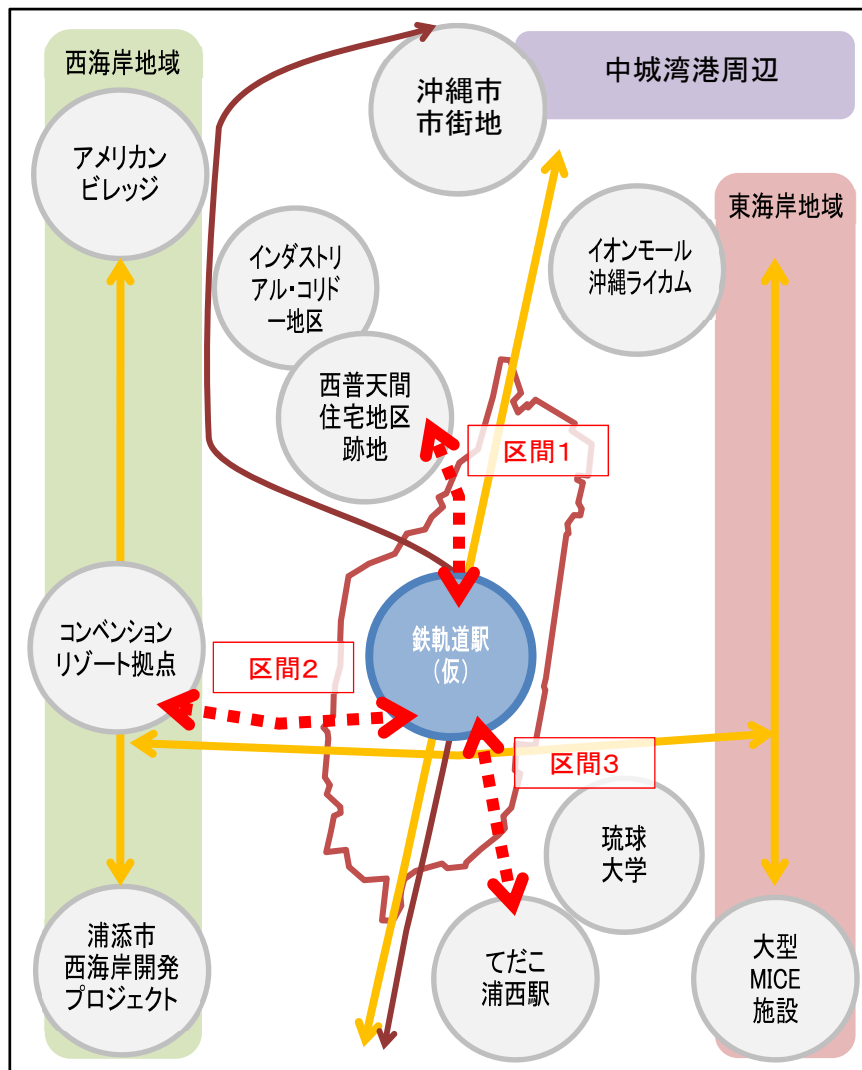 西海岸地域
中城湾港周辺
沖縄市
市街地
アメリカン
ビレッジ
東海岸地域
インダストリ
アル・コリド
ー地区
イオンモール
沖縄ライカム
西普天間
住宅地区
跡地
区間1
コンベンション
リゾート拠点
区間2
鉄軌道駅
(仮)
区間3
琉球
大学
浦添市
西海岸開発
プロジェクト
てだこ
浦西駅
大型
MICE
施設